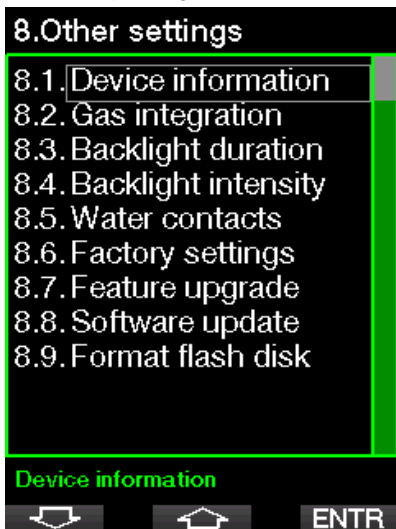 8.Other settings
8.1. Device information
8.2. Gas integration
8.3. Backlight duration
8.4. Backlight intensity
8.5. Water contacts
8.6. Factory settings
8.7. Feature upgrade
8.8. Software update
8.9. Format flash disk
Device information
ENTR